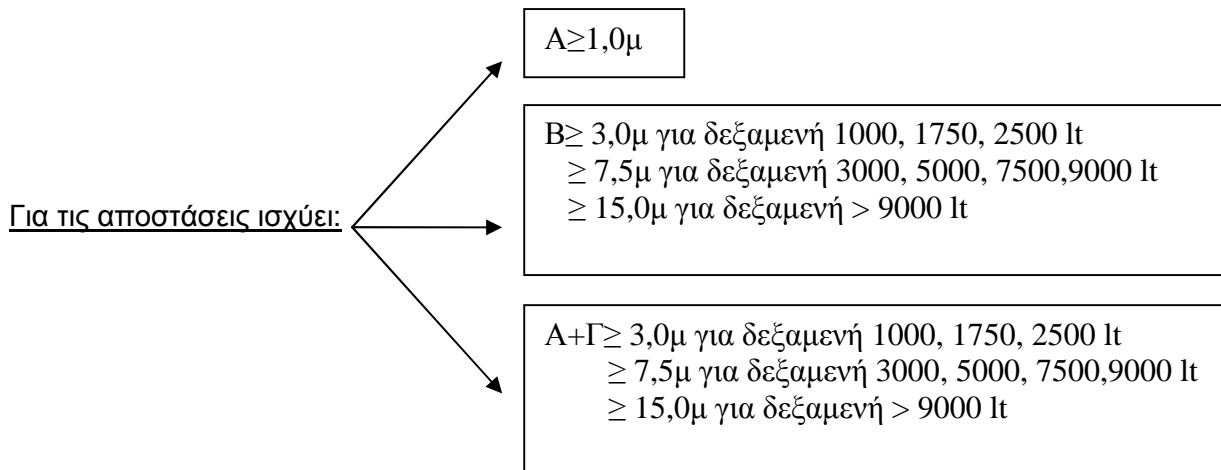 Α≥1,0μ
Β≥ 3,0μ για δεξαμενή 1000, 1750, 2500 lt
≥ 7,5μ για δεξαμενή 3000, 5000, 7500,9000 lt
≥ 15,0μ για δεξαμενή > 9000 lt
Για τις αποστάσεις ισχύει:
Α+Γ≥ 3,0μ για δεξαμενή 1000, 1750, 2500 lt
≥ 7,5μ για δεξαμενή 3000, 5000, 7500,9000 lt
≥ 15,0μ για δεξαμενή > 9000 lt